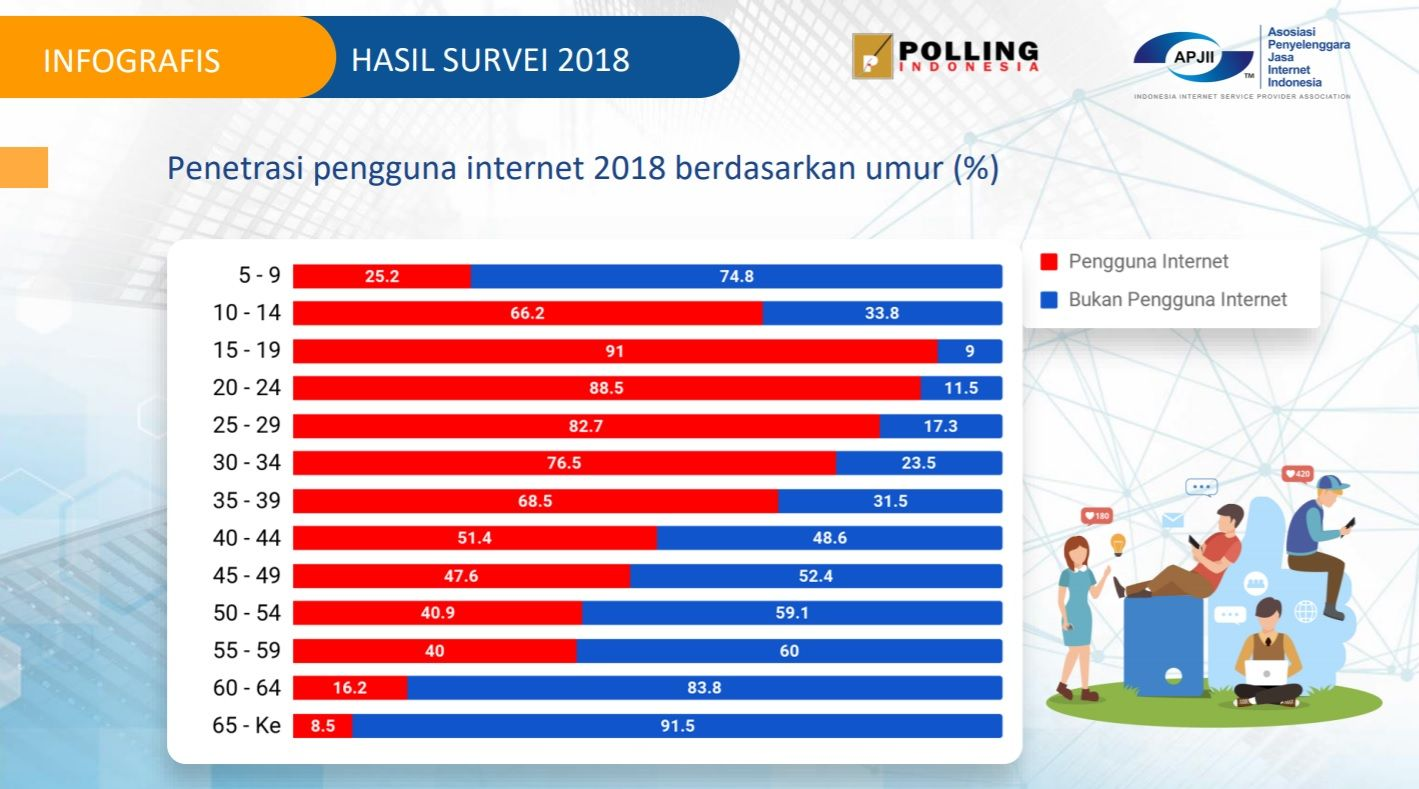 INFOGRAFIS
HASIL SURVEI 2018
POLLING
INDONESIA
APJII
TM
Asosiasi
Penyelenggara
Jasa
Internet
Indonesia
INDONESIA INTERNET SERVICE PROVIDER ASSOCIATION
Penetrasi pengguna internet 2018 berdasarkan umur (%)
Pengguna Internet
Bukan Pengguna Internet
5 - 9 25.2 74.8
10 - 14 66.2 33.8
15 - 19 91 9
20 - 24 88.5 11.5
25 - 29 82.7 17.3
30 - 34 76.5 23.5
35 - 39 68.5 31.5
40 - 44 51.4 48.6
45 - 49 47.6 52.4
50 - 54 40.9 59.1
55 - 59 40 60
60 - 64 16.2 83.8
65 - Ke 8.5 91.5
420
180